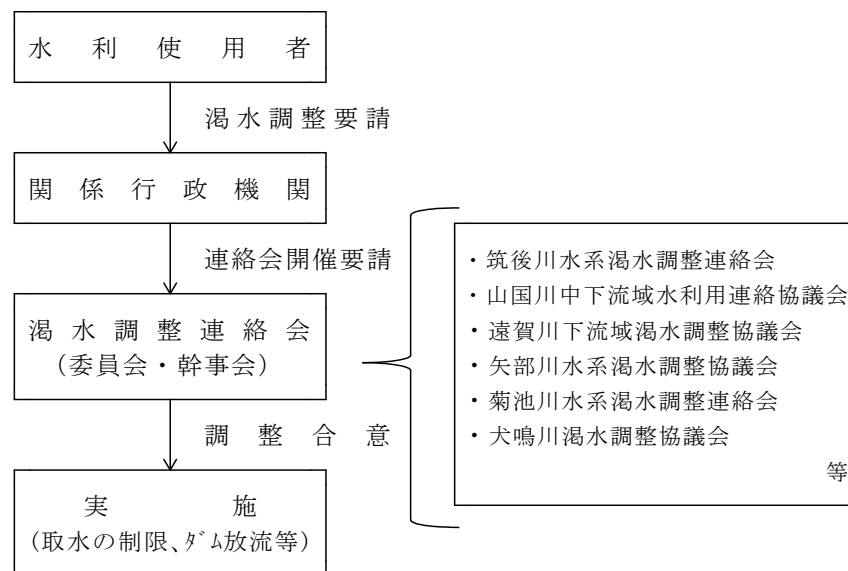 水利使用者
渇水調整要請
関係行政機関
連絡会開催要請
渇水調整連絡会
(委員会・幹事会)
調整合意
実施
(取水の制限、ﾀﾞﾑ放流等)
・筑後川水系渇水調整連絡会
・山国川中下流域水利用連絡協議会
・遠賀川下流域渇水調整協議会
・矢部川水系渇水調整協議会
・菊池川水系渇水調整連絡会
・犬鳴川渇水調整協議会
等